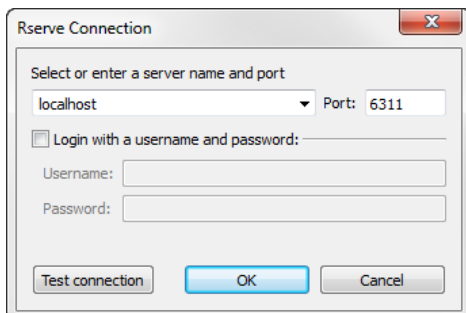 Rserve Connection
Select or enter a server name and port
localhost Port: 6311
Login with a username and password:
Username:
Password:
Test connection OK Cancel